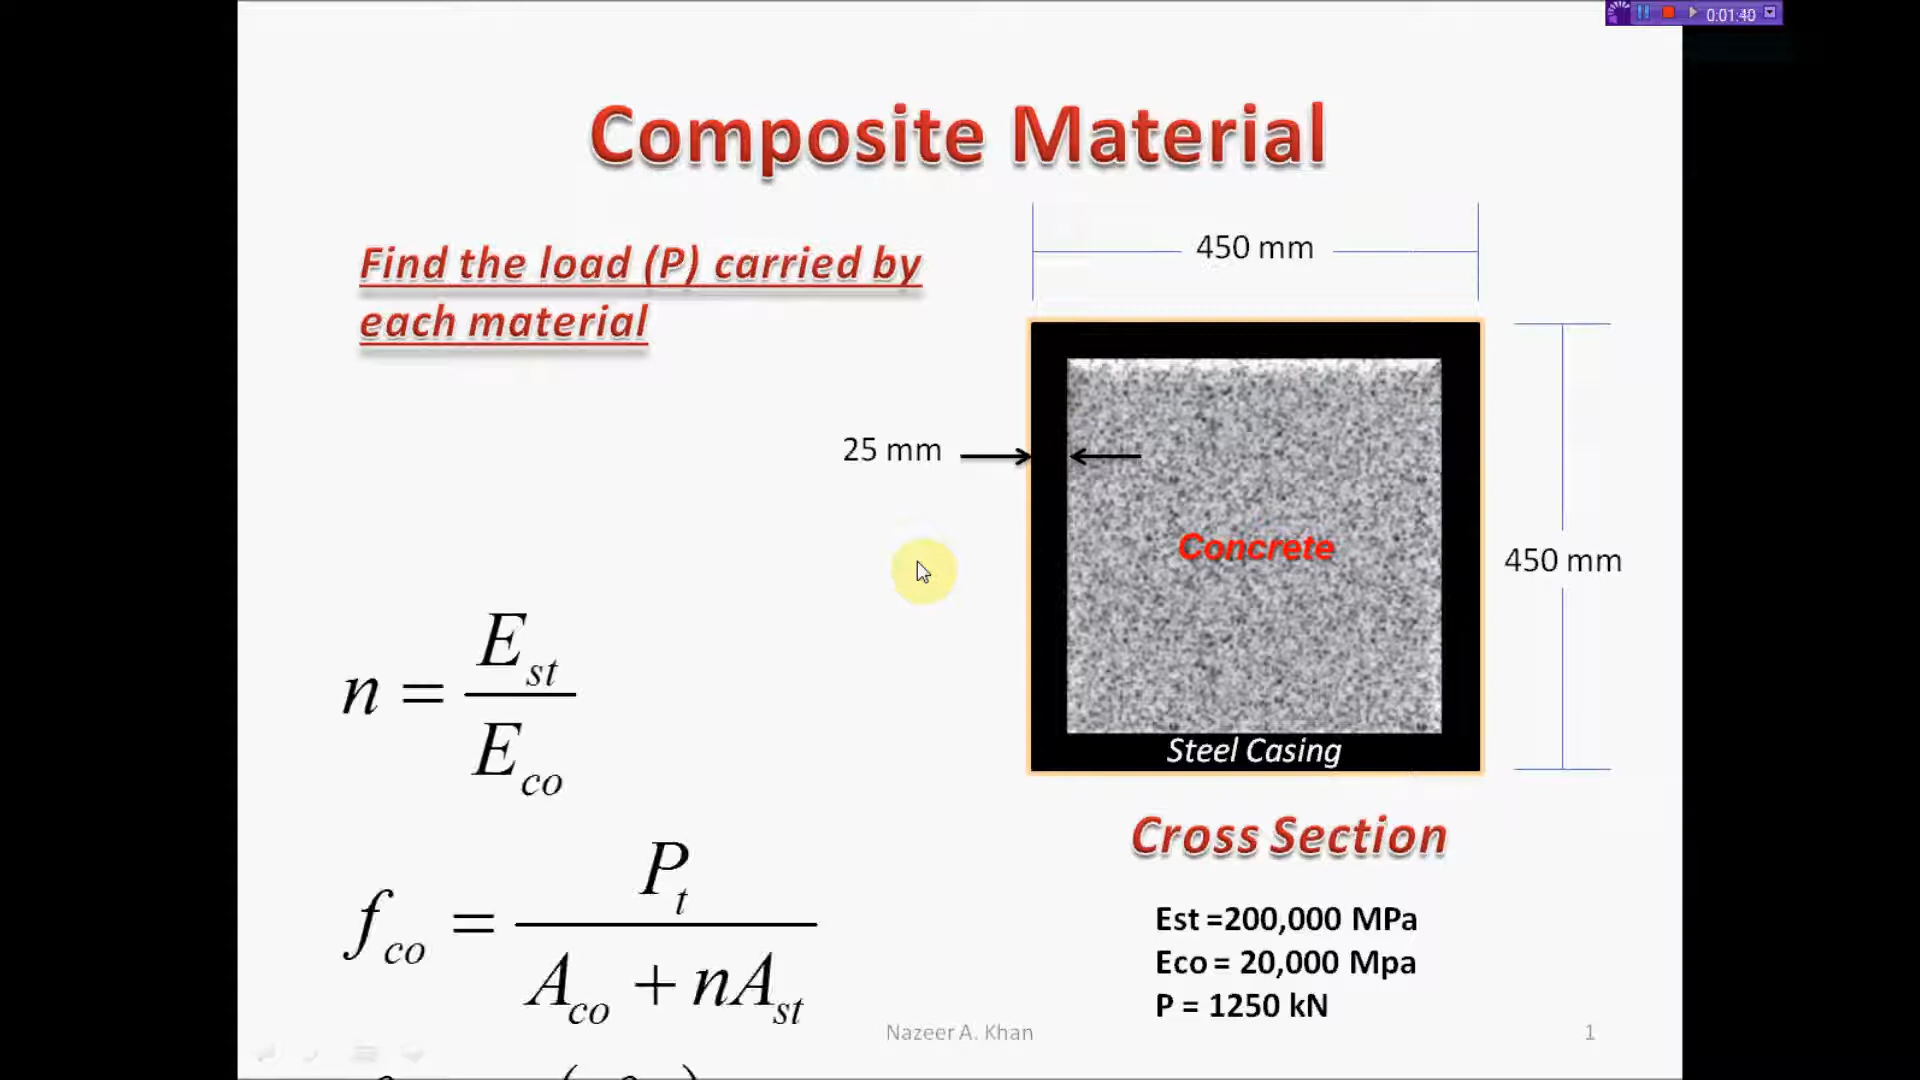 0:01:40
Composite Material
Find the load (P) carried by
each material
450 mm
25 mm
Concrete
450 mm
Steel Casing
n = E_st / E_co
Cross Section
f_co = P_t / (A_co + nA_st)
Est =200,000 MPa
Eco = 20,000 Mpa
P = 1250 kN
Nazeer A. Khan
1